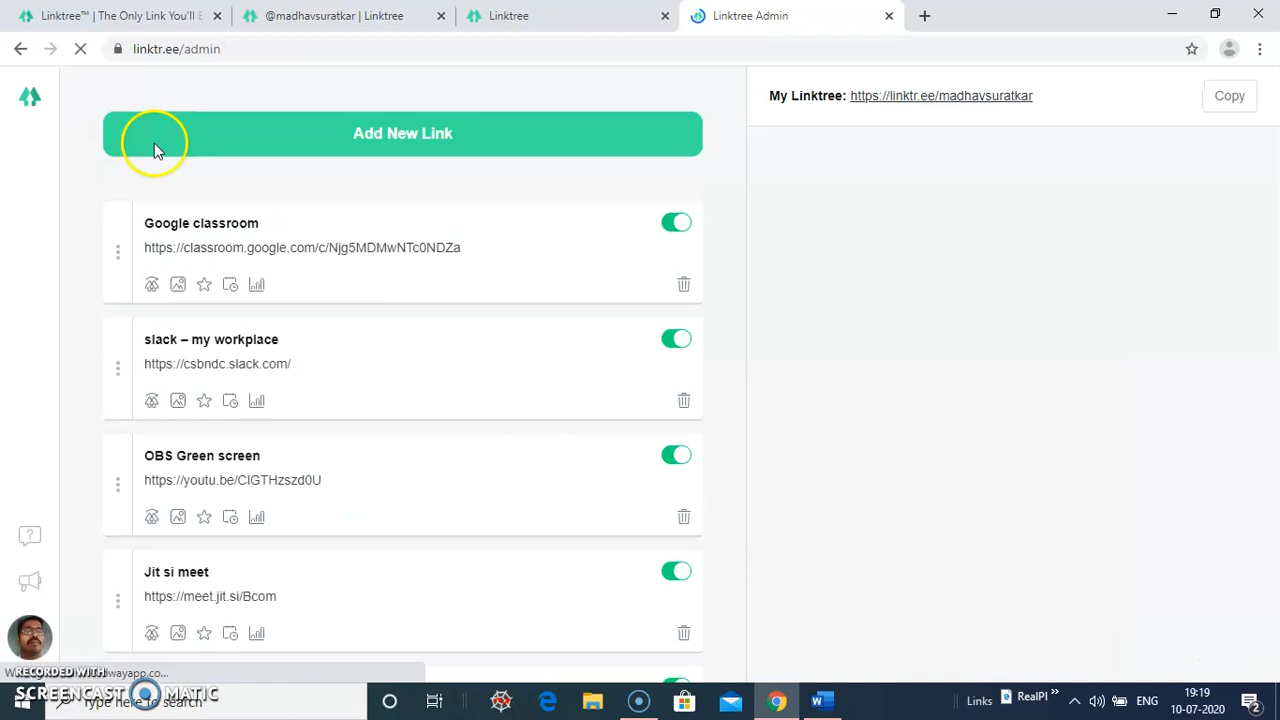 Linktree™ | The Only Link You'll E
@madhavsuratkar | Linktree
Linktree
Linktree Admin
linktr.ee/admin
Add New Link
My Linktree: https://linktr.ee/madhavsuratkar
Copy
Google classroom
https://classroom.google.com/c/Njg5MDMwNTc0NDZa
slack – my workplace
https://csbndc.slack.com/
OBS Green screen
https://youtu.be/CIGTHzszd0U
Jit si meet
https://meet.jit.si/Bcom
RECORDED WITH
SCREENCAST MATIC
Type here to search
Links
RealPl
ENG
19:19
10-07-2020
2